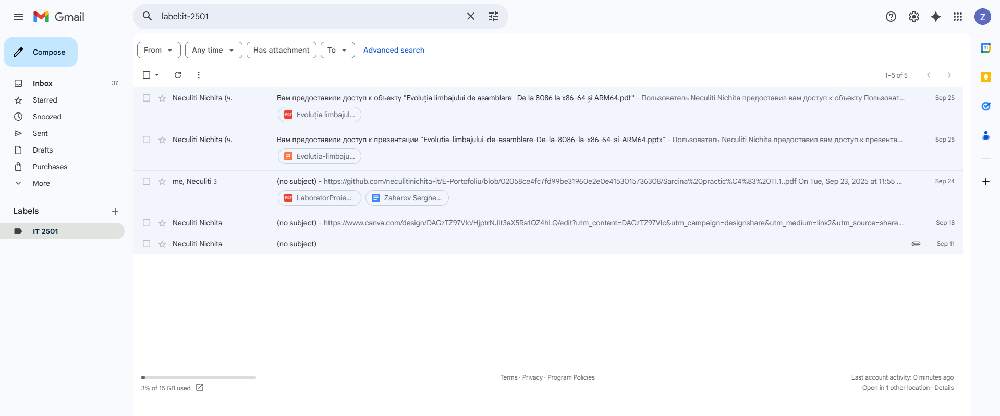 Gmail
label:it-2501
Z
Compose
Inbox 37
Starred
Snoozed
Sent
Drafts
Purchases
More
Labels
IT 2501
From Any time Has attachment To Advanced search
1–5 of 5
Neculiti Nichita (ч. Вам предоставили доступ к объекту "Evoluția limbajului de asamblare_ De la 8086 la x86-64 și ARM64.pdf" - Пользователь Neculiti Nichita предоставил вам доступ к объекту Пользоват... Sep 25
PDF Evoluția limbajul...
Neculiti Nichita (ч. Вам предоставили доступ к презентации "Evolutia-limbajului-de-asamblare-De-la-8086-la-x86-64-si-ARM64.pptx" - Пользователь Neculiti Nichita предоставил вам доступ к презента... Sep 25
P Evolutia-limbaju...
me, Neculiti 3 (no subject) - https://github.com/neculitinichita-it/E-Portofoliu/blob/02058ce4fc7fd99be31960e2e0e4153015736308/Sarcina%20practic%C4%83%20TI.1..pdf On Tue, Sep 23, 2025 at 11:55 ... Sep 24
PDF LaboratorProie... Zaharov Serghe...
Neculiti Nichita (no subject) - https://www.canva.com/design/DAGzTZ97VIc/HjptrNJit3aX5Ra1QZ4hLQ/edit?utm_content=DAGzTZ97VIc&utm_campaign=designshare&utm_medium=link2&utm_source=share... Sep 18
Neculiti Nichita (no subject) Sep 11
3% of 15 GB used
Terms · Privacy · Program Policies
Last account activity: 0 minutes ago
Open in 1 other location · Details
31